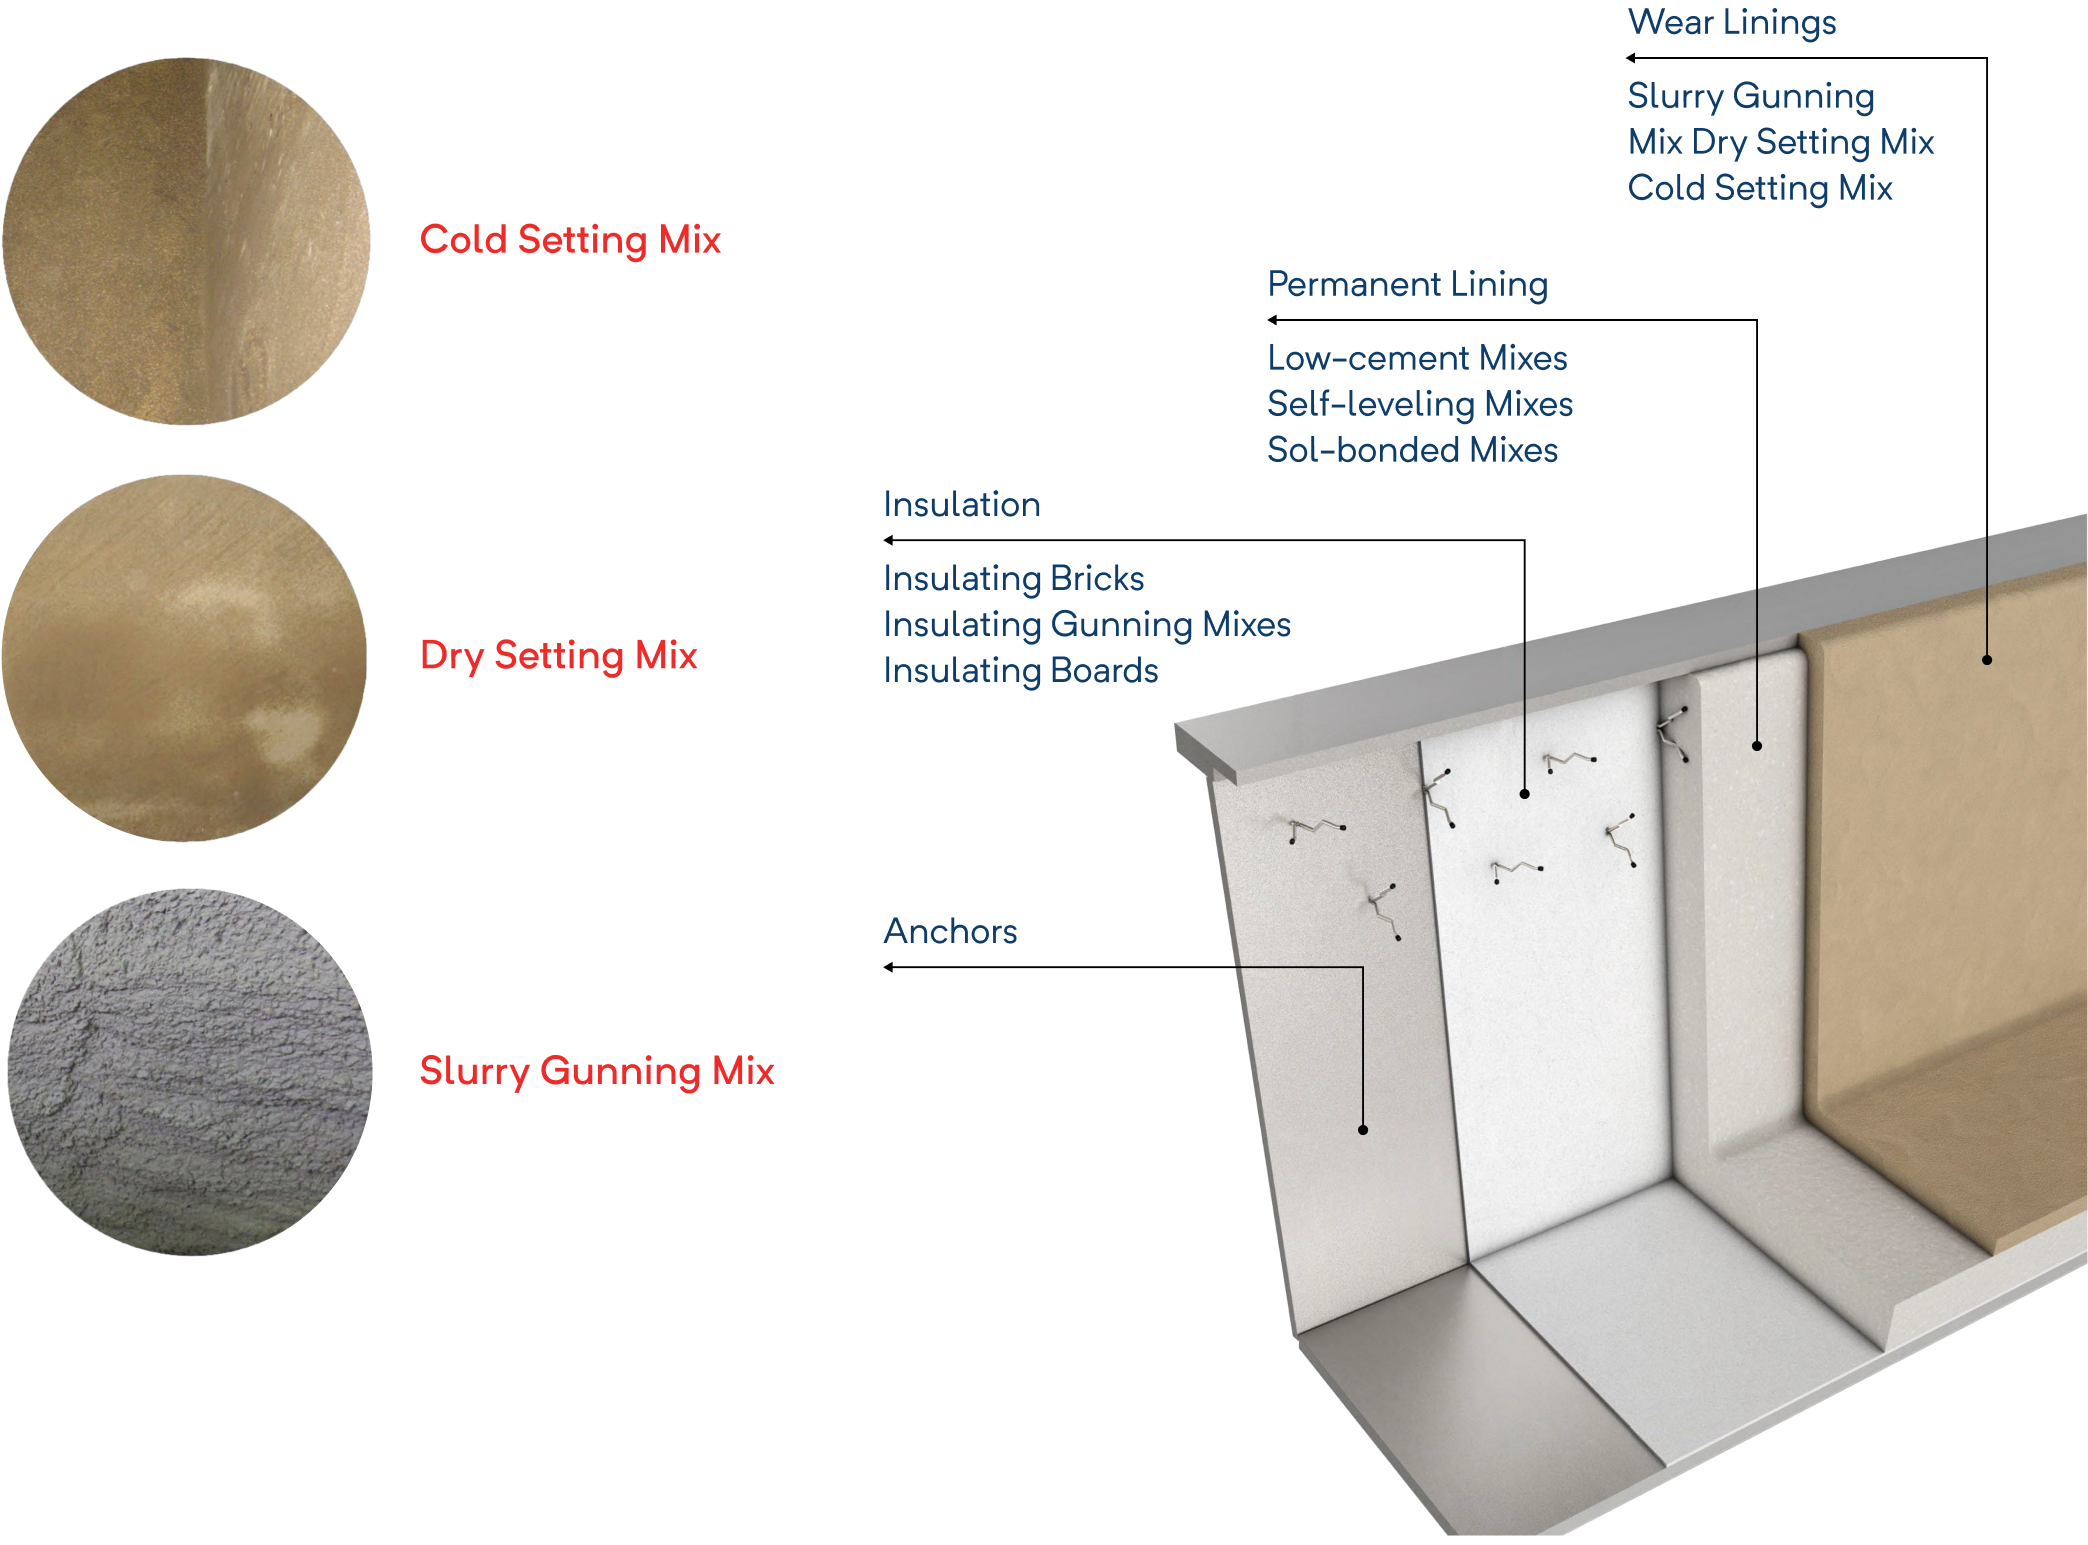 Cold Setting Mix
Dry Setting Mix
Slurry Gunning Mix
Wear Linings
Slurry Gunning
Mix Dry Setting Mix
Cold Setting Mix
Permanent Lining
Low-cement Mixes
Self-leveling Mixes
Sol-bonded Mixes
Insulation
Insulating Bricks
Insulating Gunning Mixes
Insulating Boards
Anchors